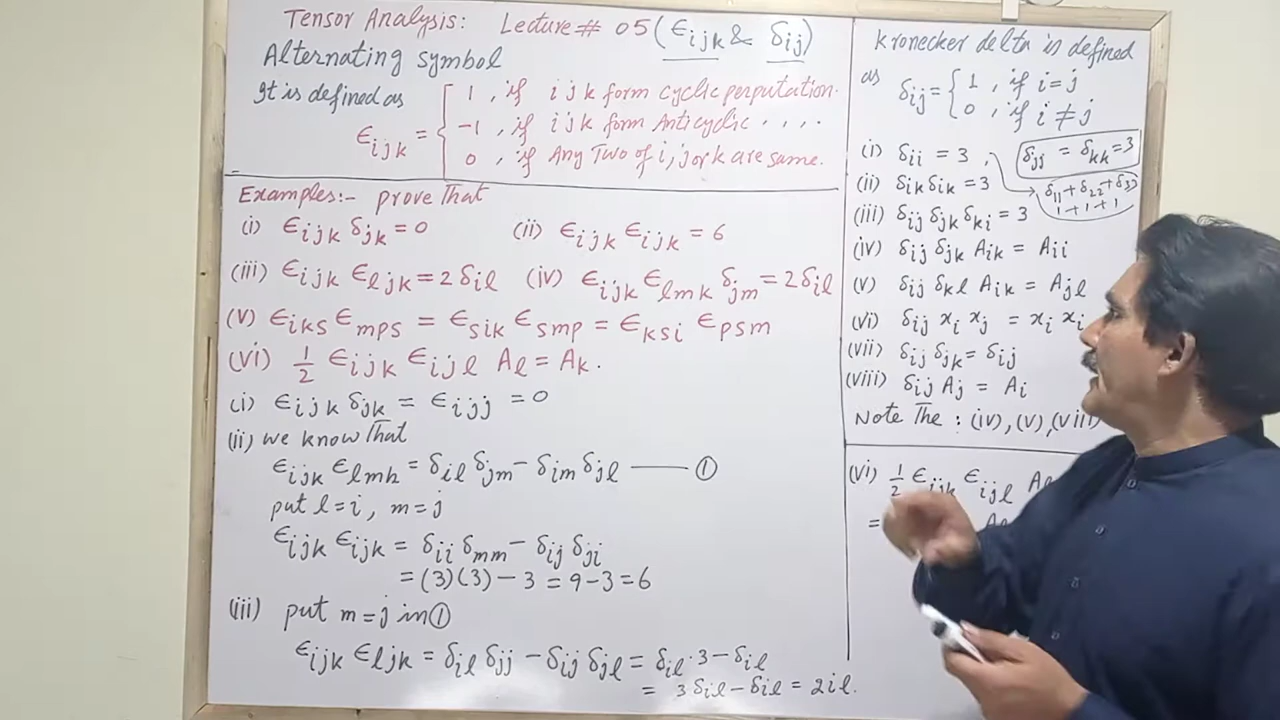 Tensor Analysis: Lecture# 05 (ϵijk & δij)
Alternating symbol
It is defined as
ϵijk = { 1, if ijk form cyclic perputation.
-1, if ijk form Anticyclic ....
0, if Any Two of i, j or k are same.
Examples:- prove That
(i) ϵijk δjk = 0 (ii) ϵijk ϵijk = 6
(iii) ϵijk ϵljk = 2 δil (iv) ϵijk ϵlmk δjm = 2 δil
(v) ϵiks ϵmps = ϵsik ϵsmp = ϵksi ϵpsm
(vi) 1/2 ϵijk ϵijl Al = Ak.
(i) ϵijk δjk = ϵijj = 0
(ii) we know That
ϵijk ϵlmk = δil δjm - δim δjl —— ①
put l = i, m = j
ϵijk ϵijk = δii δmm - δij δji
= (3)(3) - 3 = 9 - 3 = 6
(iii) put m = j in ①
ϵijk ϵljk = δil δjj - δij δjl = δil · 3 - δil
= 3 δil - δil = 2il.
Kronecker delta is defined
as δij = { 1, if i = j
0, if i ≠ j
(i) δii = 3, δjj = δkk = 3
(ii) δik δik = 3 δ11 + δ22 + δ33
1 + 1 + 1
(iii) δij δjk δki = 3
(iv) δij δjk Aik = Aii
(v) δij δkl Aik = Ajl
(vi) δij xi xj = xi xi
(vii) δij δjk = δij
(viii) δij Aj = Ai
Note The : (iv), (v), (viii)
(vi) 1/2 ϵijk ϵijl Al
=